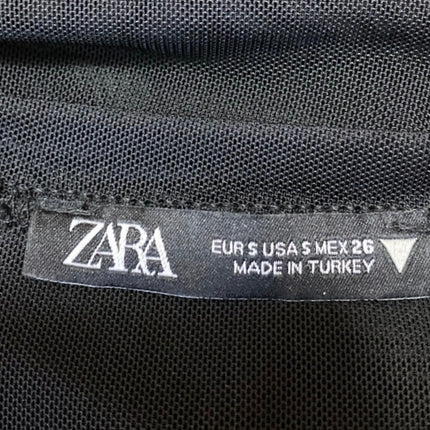 ZARA
EUR S USA S MEX 26
MADE IN TURKEY